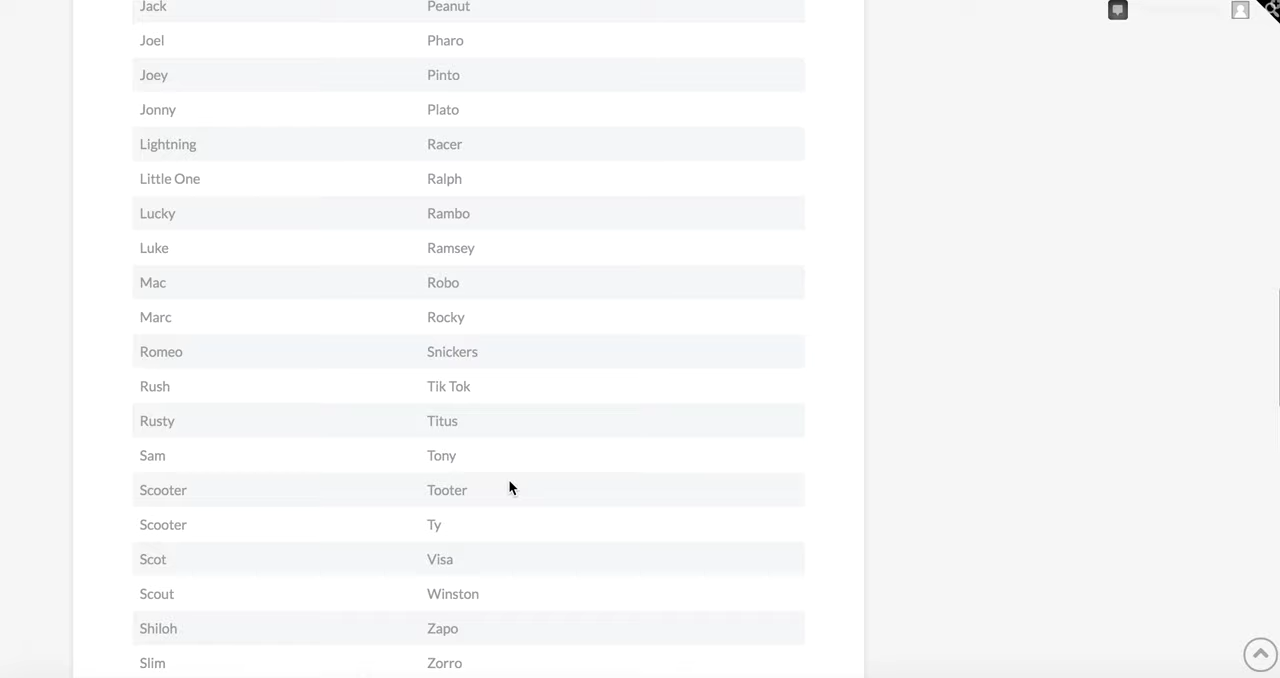 Jack Peanut
Joel Pharo
Joey Pinto
Jonny Plato
Lightning Racer
Little One Ralph
Lucky Rambo
Luke Ramsey
Mac Robo
Marc Rocky
Romeo Snickers
Rush Tik Tok
Rusty Titus
Sam Tony
Scooter Tooter
Scooter Ty
Scot Visa
Scout Winston
Shiloh Zapo
Slim Zorro